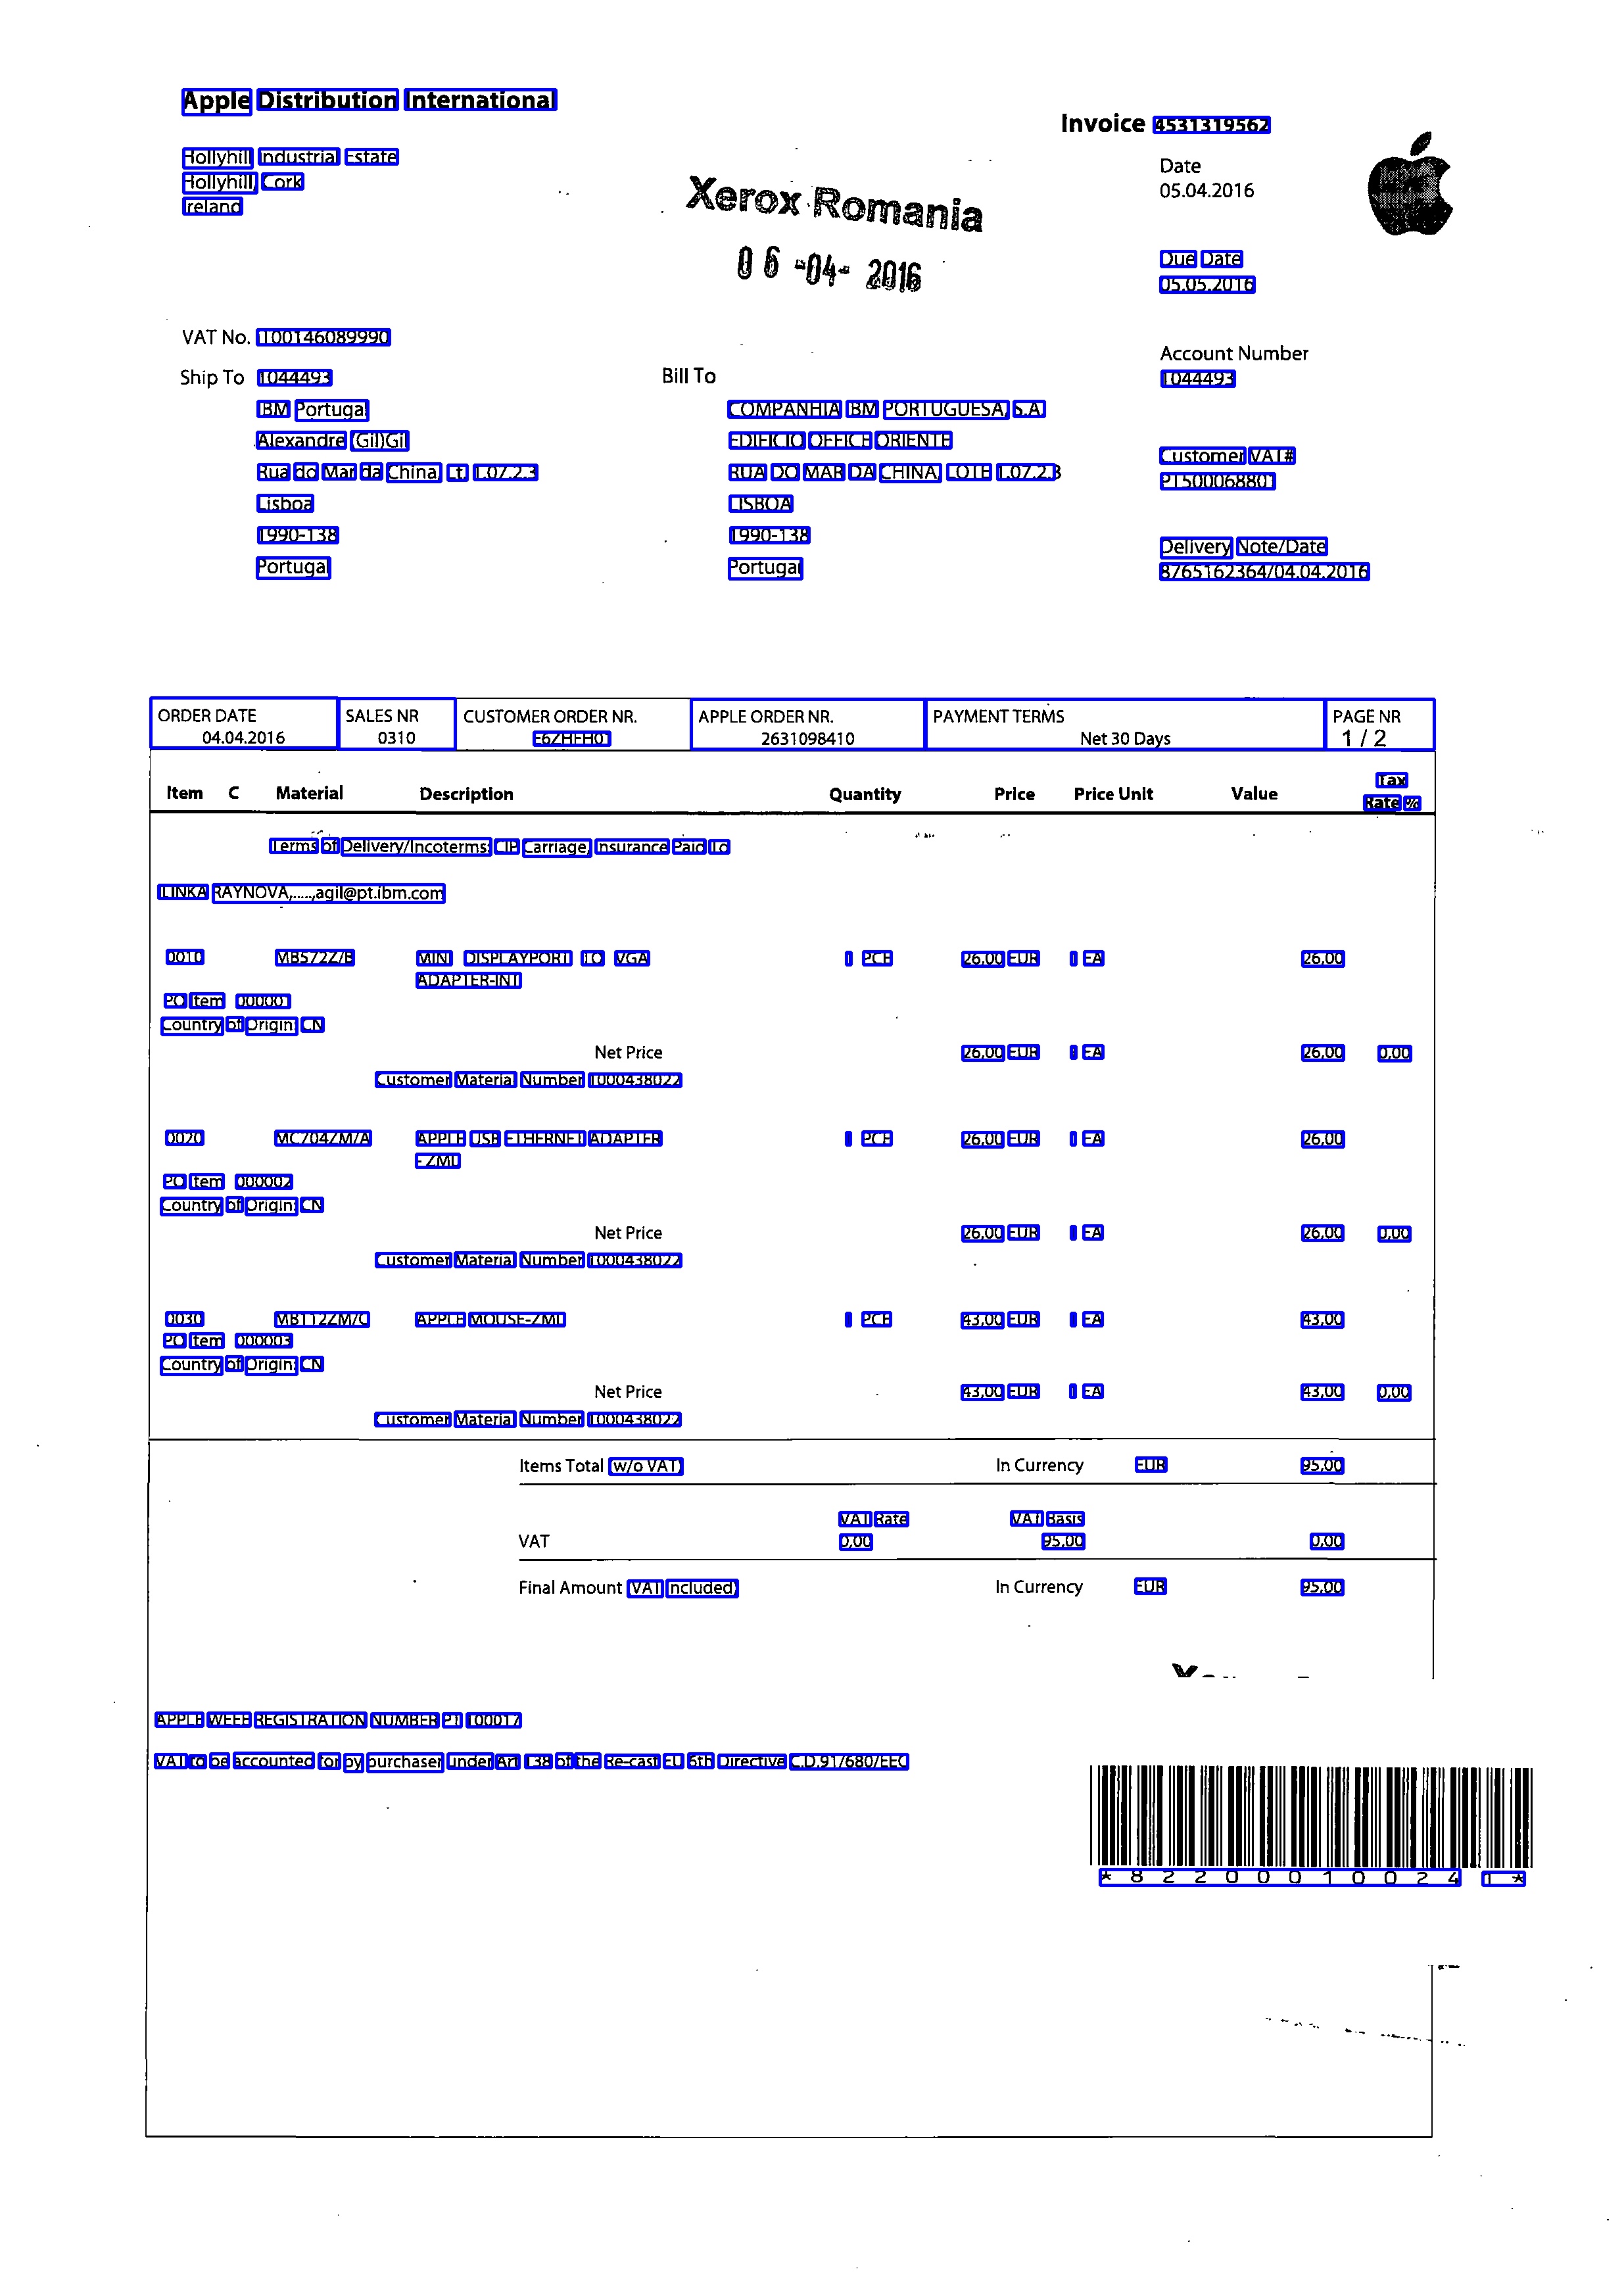 Apple Distribution International
Invoice 4531319562
Hollyhill Industrial Estate
Hollyhill, Cork
Ireland
Date
05.04.2016
Xerox Romania
06 -04- 2016
Due Date
05.05.2016
VAT No. 100146089990
Account Number
1044493
Ship To 1044493
IBM Portugal
Alexandre (Gil)Gil
Rua do Mar da China, Lt 1.07.2.3
Lisboa
1990-138
Portugal
Bill To
COMPANHIA IBM PORTUGUESA, S.A.
EDIFICIO OFFICE ORIENTE
RUA DO MAR DA CHINA, LOTE 1.07.2.3
LISBOA
1990-138
Portugal
Customer VAT#
PT500068801
Delivery Note/Date
8765162364/04.04.2016
ORDER DATE SALES NR CUSTOMER ORDER NR. APPLE ORDER NR. PAYMENT TERMS PAGE NR
04.04.2016 0310 E6ZHFH01 2631098410 Net 30 Days 1 / 2
Item C Material Description Quantity Price Price Unit Value Tax Rate %
Terms of Delivery/Incoterms: CIP Carriage, Insurance Paid To
ILINKA RAYNOVA,.....,agil@pt.ibm.com
0010 MB572Z/B MINI DISPLAYPORT TO VGA 1 PCE 26,00 EUR 1 EA 26,00
ADAPTER-INT
PO Item 000001
Country of Origin: CN
Net Price 26,00 EUR 1 EA 26,00 0,00
Customer Material Number 1000438022
0020 MC704ZM/A APPLE USB ETHERNET ADAPTER 1 PCE 26,00 EUR 1 EA 26,00
-ZML
PO Item 000002
Country of Origin: CN
Net Price 26,00 EUR 1 EA 26,00 0,00
Customer Material Number 1000438022
0030 MB112ZM/C APPLE MOUSE-ZML 1 PCE 43,00 EUR 1 EA 43,00
PO Item 000003
Country of Origin: CN
Net Price 43,00 EUR 1 EA 43,00 0,00
Customer Material Number 1000438022
Items Total (w/o VAT) In Currency EUR 95,00
VAT Rate VAT Basis
VAT 0,00 95,00 0,00
Final Amount (VAT included) In Currency EUR 95,00
APPLE WEEE REGISTRATION NUMBER PT 100017
VAT to be accounted for by purchaser under Art 138 of the Re-cast EU 6th Directive C.D.91/680/EEC
*8220001002 4 1*